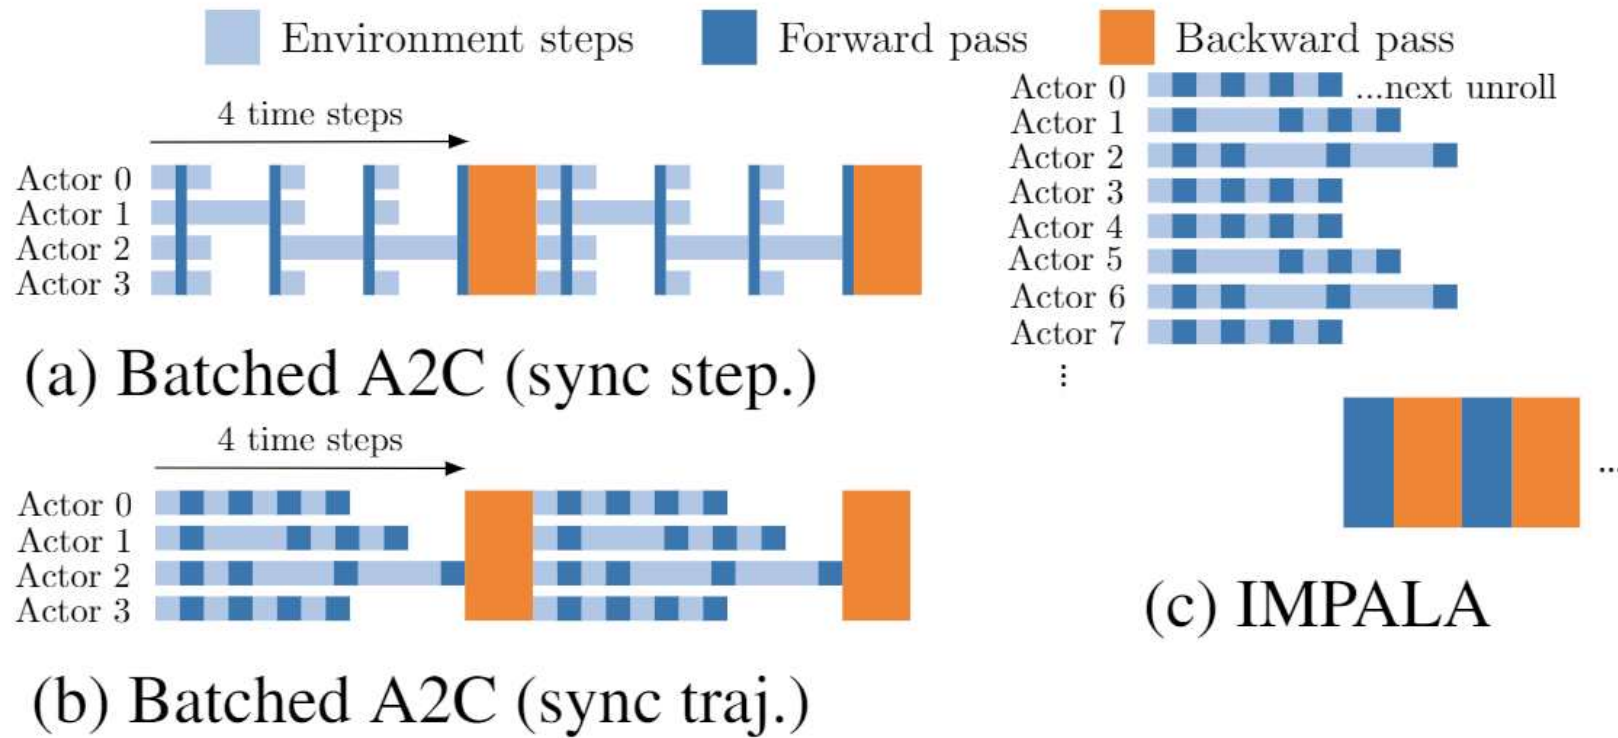 Environment steps
Forward pass
Backward pass
4 time steps
Actor 0
Actor 1
Actor 2
Actor 3
(a) Batched A2C (sync step.)
4 time steps
Actor 0
Actor 1
Actor 2
Actor 3
(b) Batched A2C (sync traj.)
Actor 0 ...next unroll
Actor 1
Actor 2
Actor 3
Actor 4
Actor 5
Actor 6
Actor 7
⋮
...
(c) IMPALA